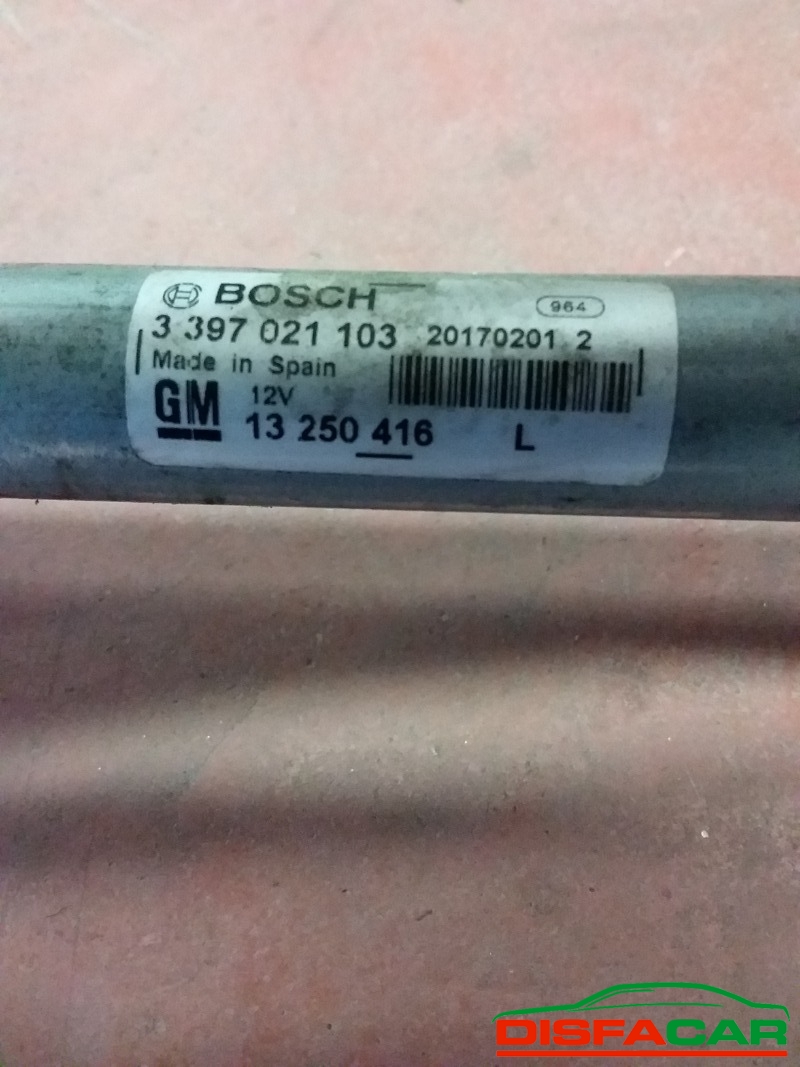 BOSCH 964
3 397 021 103 20170201 2
Made in Spain
GM 12V
13 250 416 L
DISFACAR